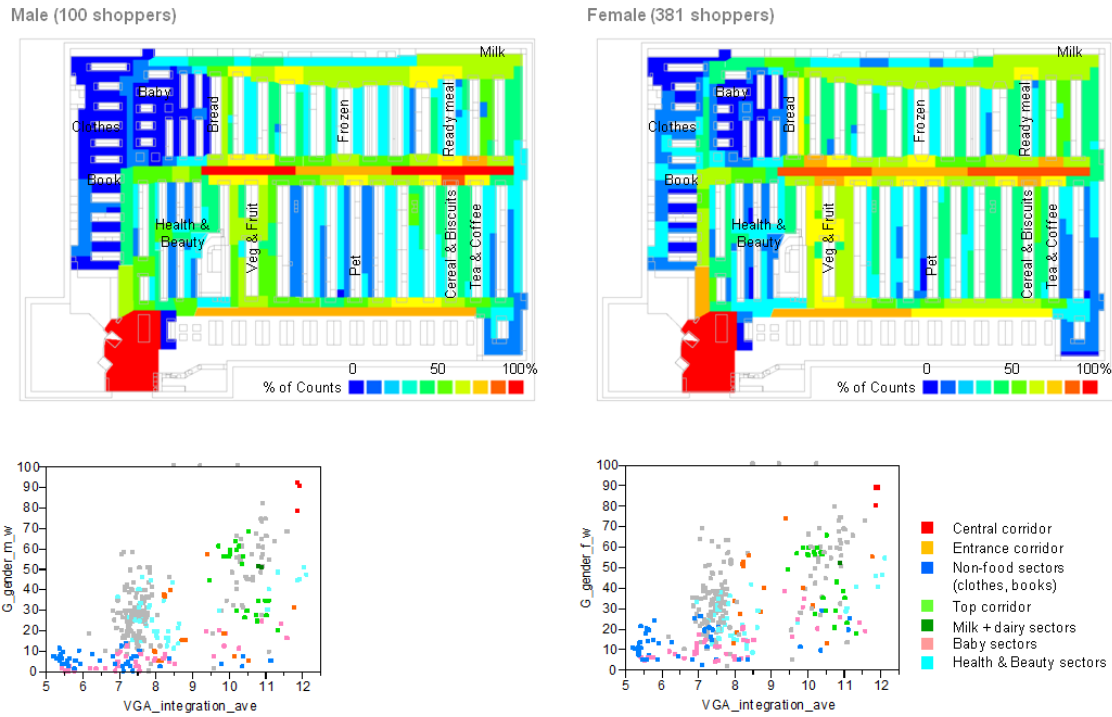 Male (100 shoppers)
Female (381 shoppers)
Milk
Baby
Bread
Frozen
Ready meal
Clothes
Book
Health &
Beauty
Veg & Fruit
Pet
Cereal & Biscuits
Tea & Coffee
0 50 100%
% of Counts
Milk
Baby
Bread
Frozen
Ready meal
Clothes
Book
Health &
Beauty
Veg & Fruit
Pet
Cereal & Biscuits
Tea & Coffee
0 50 100%
% of Counts
G_gender_m_w
100
90
80
70
60
50
40
30
20
10
0
5 6 7 8 9 10 11 12
VGA_integration_ave
G_gender_f_w
100
90
80
70
60
50
40
30
20
10
0
5 6 7 8 9 10 11 12
VGA_integration_ave
Central corridor
Entrance corridor
Non-food sectors
(clothes, books)
Top corridor
Milk + dairy sectors
Baby sectors
Health & Beauty sectors